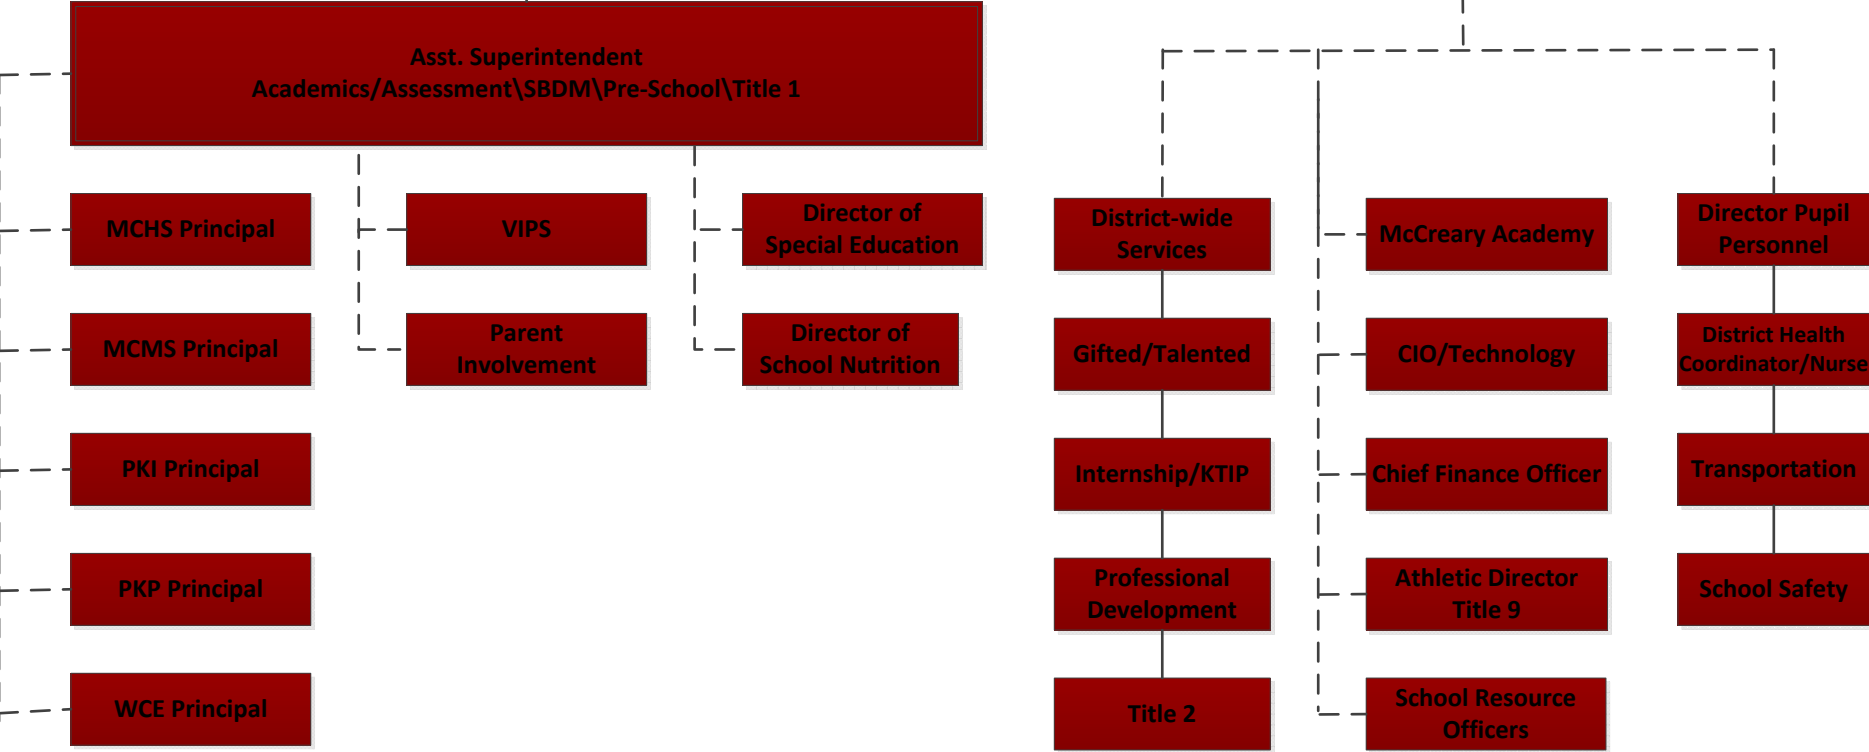 Asst. Superintendent
Academics/Assessment\SBDM\Pre-School\Title 1
MCHS Principal
MCMS Principal
PKI Principal
PKP Principal
WCE Principal
VIPS
Parent
Involvement
Director of
Special Education
Director of
School Nutrition
District-wide
Services
Gifted/Talented
Internship/KTIP
Professional
Development
Title 2
McCreary Academy
CIO/Technology
Chief Finance Officer
Athletic Director
Title 9
School Resource
Officers
Director Pupil
Personnel
District Health
Coordinator/Nurse
Transportation
School Safety